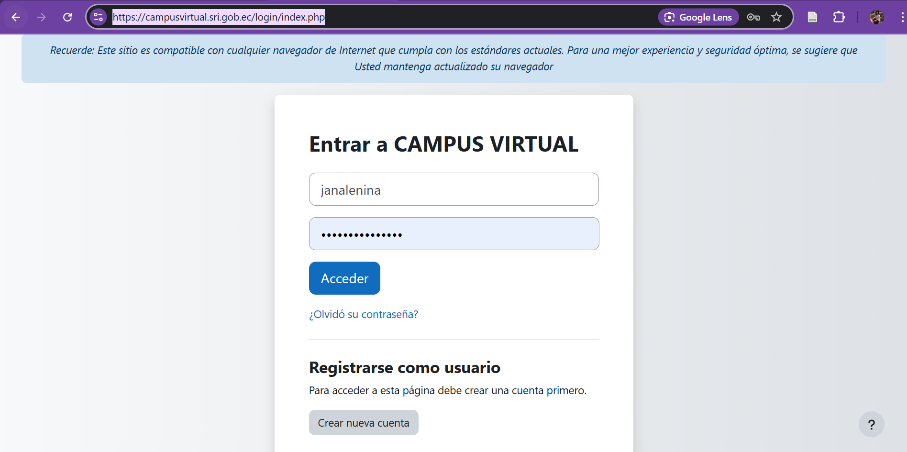 https://campusvirtual.sri.gob.ec/login/index.php
Google Lens
Recuerde: Este sitio es compatible con cualquier navegador de Internet que cumpla con los estándares actuales. Para una mejor experiencia y seguridad óptima, se sugiere que
Usted mantenga actualizado su navegador
Entrar a CAMPUS VIRTUAL
janalenina
•••••••••••••••
Acceder
¿Olvidó su contraseña?
Registrarse como usuario
Para acceder a esta página debe crear una cuenta primero.
Crear nueva cuenta
?